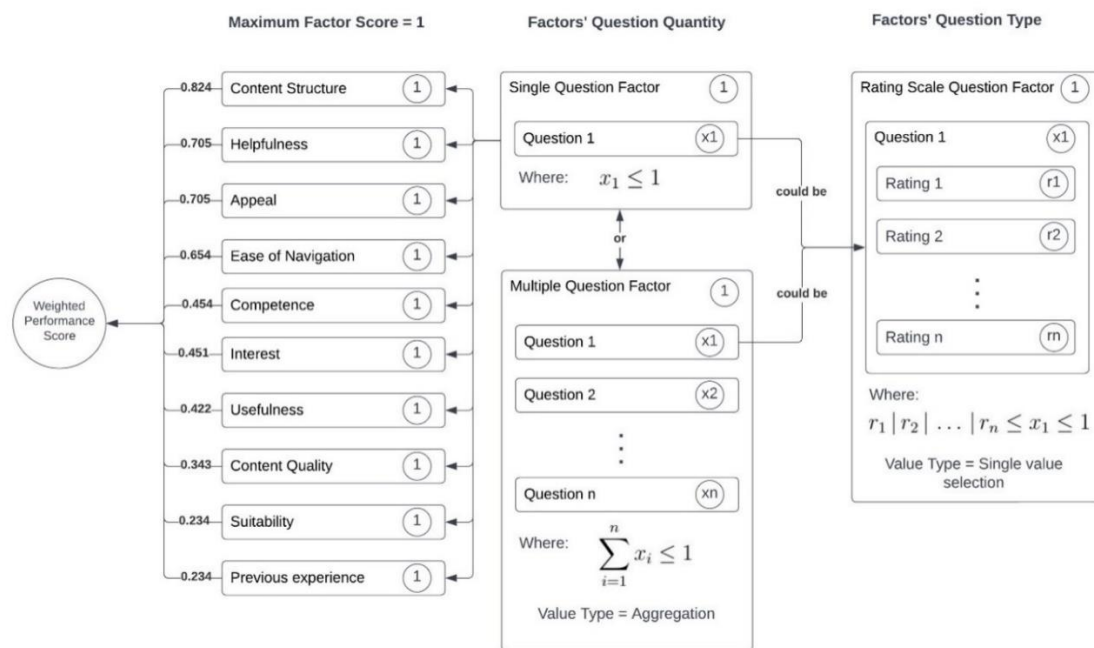 Maximum Factor Score = 1
Factors' Question Quantity
Factors' Question Type
Weighted
Performance
Score
0.824 Content Structure 1
0.705 Helpfulness 1
0.705 Appeal 1
0.654 Ease of Navigation 1
0.454 Competence 1
0.451 Interest 1
0.422 Usefulness 1
0.343 Content Quality 1
0.234 Suitability 1
0.234 Previous experience 1
Single Question Factor 1
Question 1 x1
Where: x₁ ≤ 1
or
Multiple Question Factor 1
Question 1 x1
Question 2 x2
⋮
Question n xn
Where: ∑ᵢ₌₁ⁿ xᵢ ≤ 1
Value Type = Aggregation
could be
could be
Rating Scale Question Factor 1
Question 1 x1
Rating 1 r1
Rating 2 r2
⋮
Rating n rn
Where:
r₁ | r₂ | … | rₙ ≤ x₁ ≤ 1
Value Type = Single value
selection